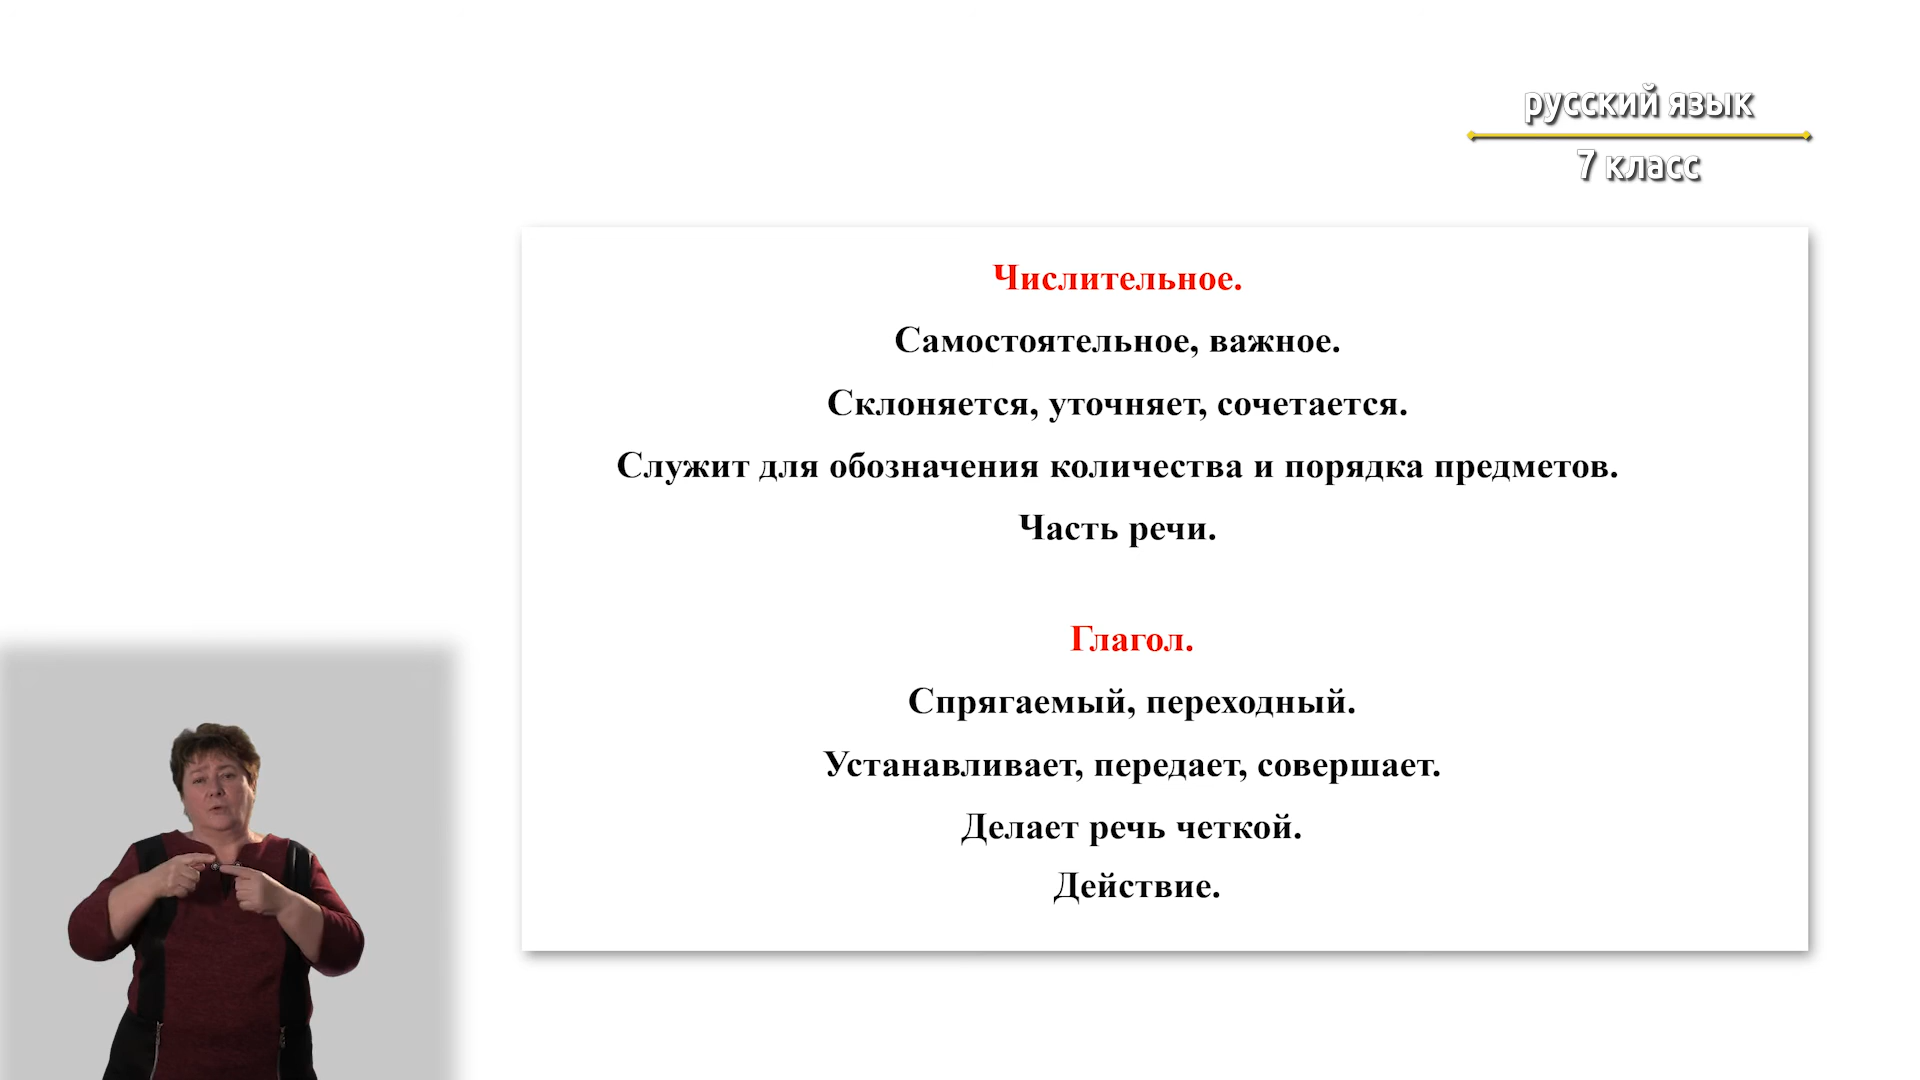 русский язык
7 класс
Числительное.
Самостоятельное, важное.
Склоняется, уточняет, сочетается.
Служит для обозначения количества и порядка предметов.
Часть речи.
Глагол.
Спрягаемый, переходный.
Устанавливает, передает, совершает.
Делает речь четкой.
Действие.